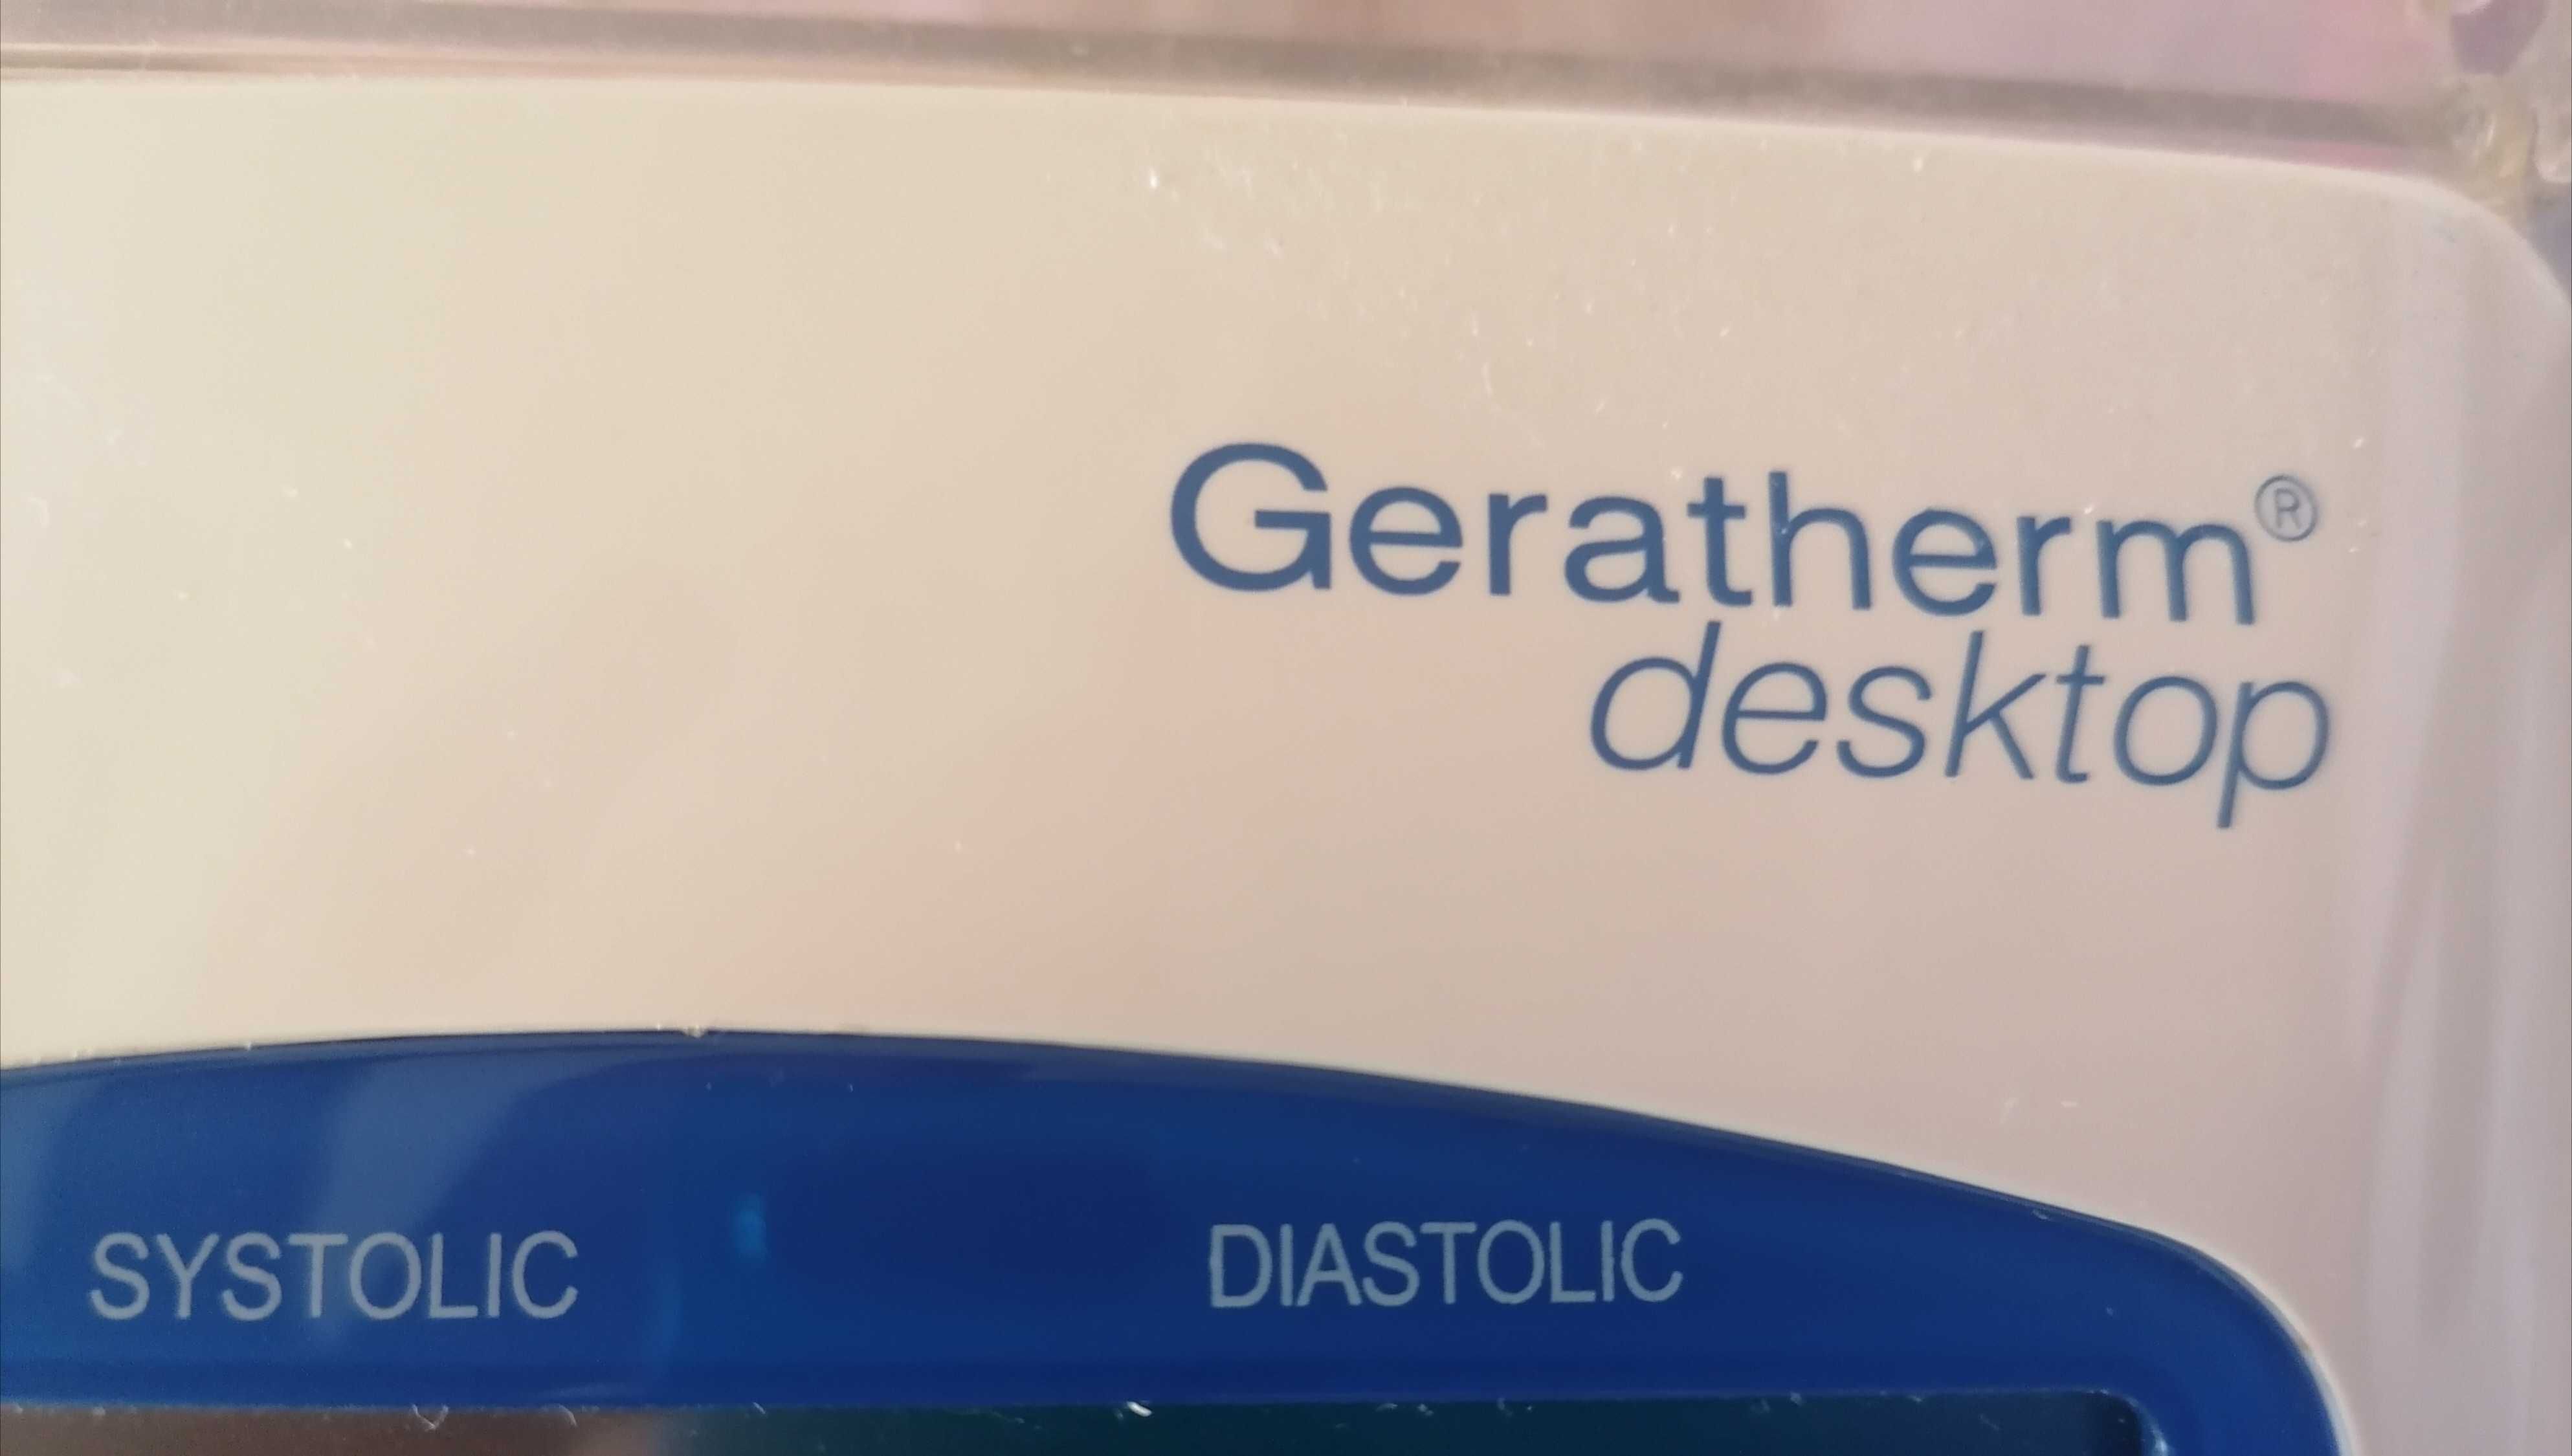 Geratherm®
desktop
SYSTOLIC DIASTOLIC